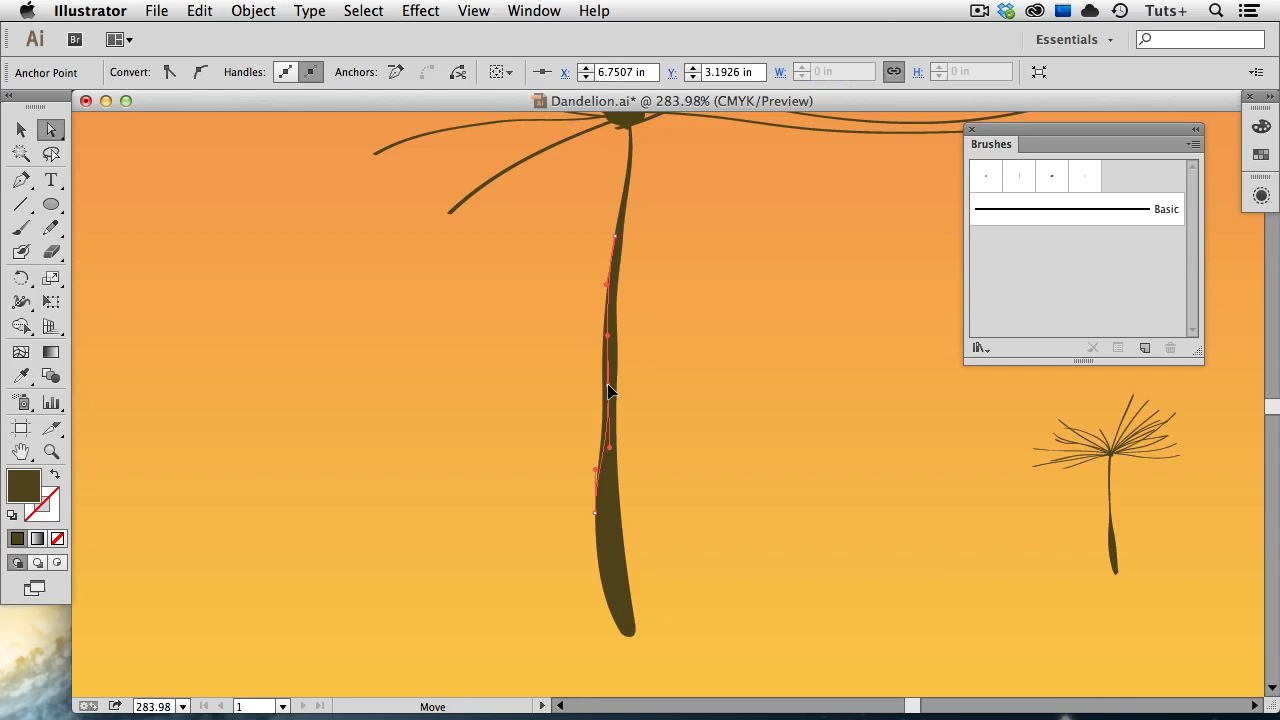 Illustrator File Edit Object Type Select Effect View Window Help Tuts+
Ai Br Essentials
Anchor Point Convert: Handles: Anchors: X: 6.7507 in Y: 3.1926 in W: 0 in H: 0 in
Dandelion.ai* @ 283.98% (CMYK/Preview)
Brushes
Basic
283.98 1 Move